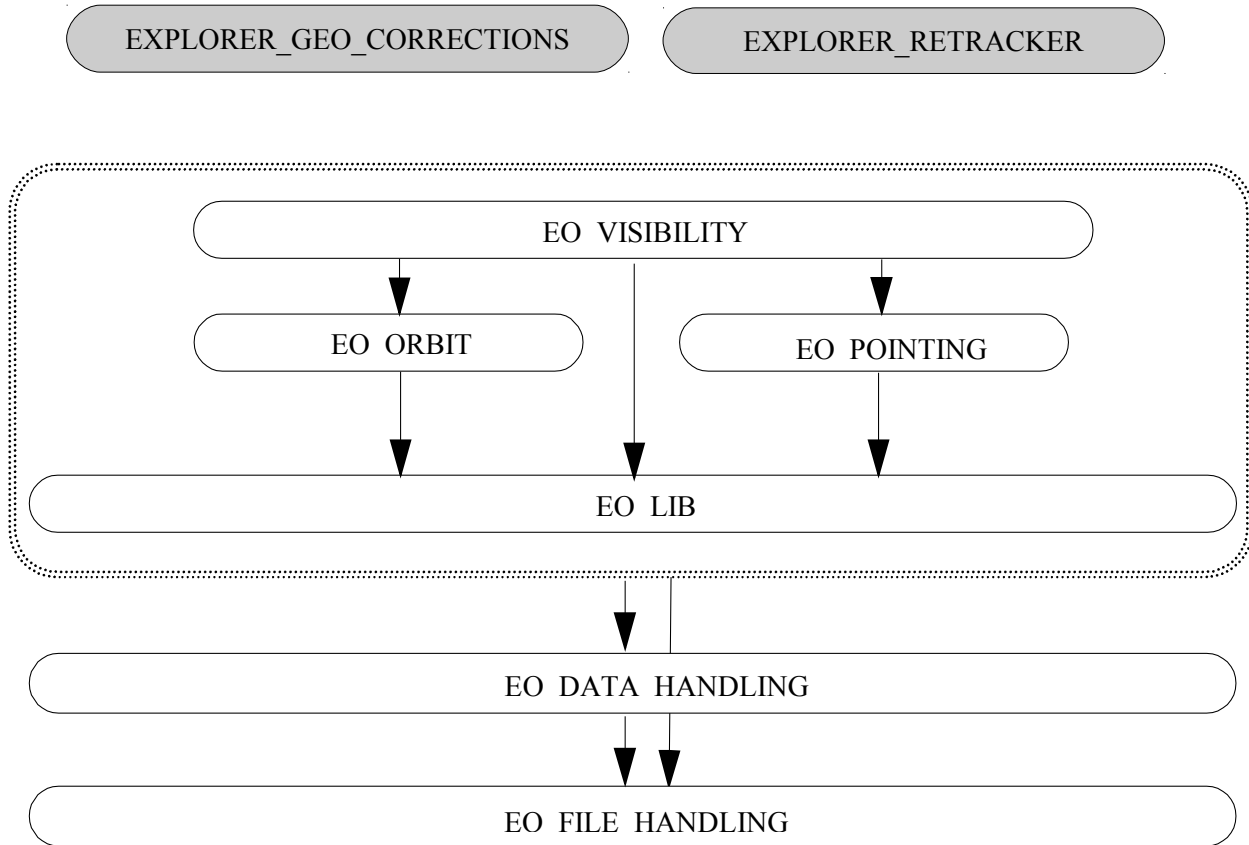 EXPLORER_GEO_CORRECTIONS
EXPLORER_RETRACKER
EO VISIBILITY
EO ORBIT
EO POINTING
EO LIB
EO DATA HANDLING
EO FILE HANDLING